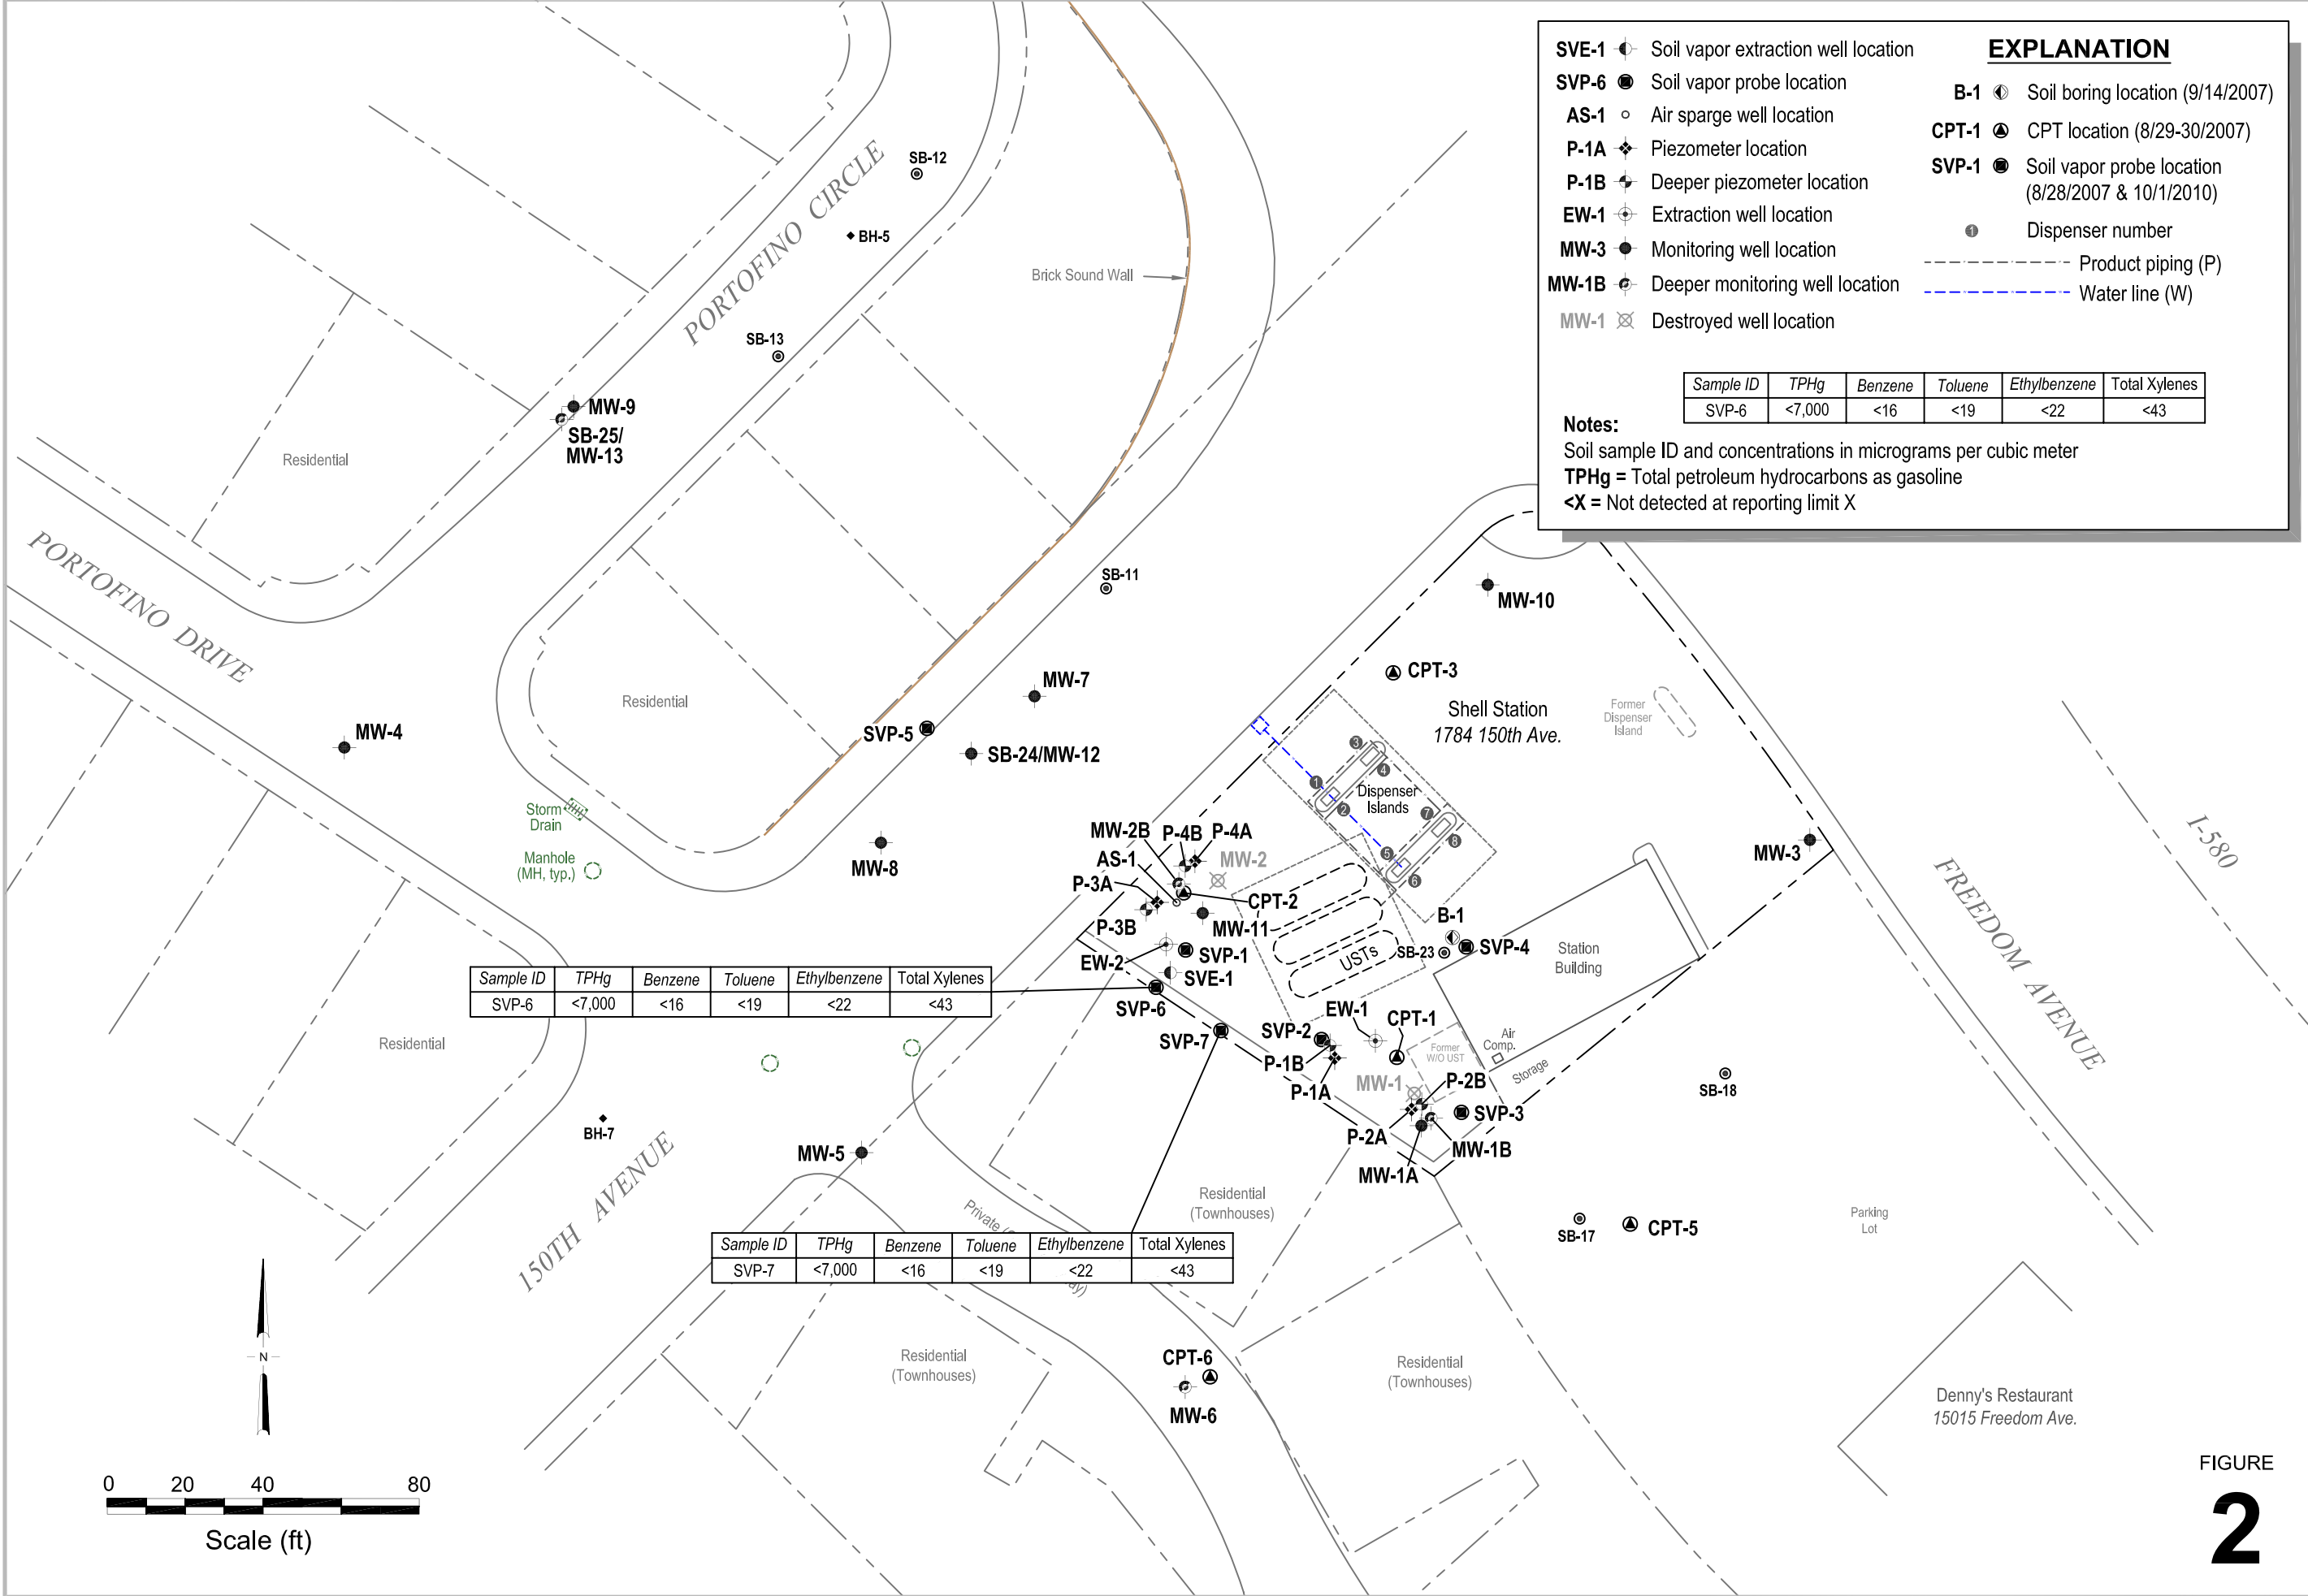 EXPLANATION
SVE-1 Soil vapor extraction well location
SVP-6 Soil vapor probe location
AS-1 Air sparge well location
P-1A Piezometer location
P-1B Deeper piezometer location
EW-1 Extraction well location
MW-3 Monitoring well location
MW-1B Deeper monitoring well location
MW-1 Destroyed well location
B-1 Soil boring location (9/14/2007)
CPT-1 CPT location (8/29-30/2007)
SVP-1 Soil vapor probe location
(8/28/2007 & 10/1/2010)
1 Dispenser number
Product piping (P)
Water line (W)
Sample ID TPHg Benzene Toluene Ethylbenzene Total Xylenes
SVP-6 <7,000 <16 <19 <22 <43
Notes:
Soil sample ID and concentrations in micrograms per cubic meter
TPHg = Total petroleum hydrocarbons as gasoline
<X = Not detected at reporting limit X
SB-12
PORTOFINO CIRCLE
BH-5
Brick Sound Wall
SB-13
MW-9
SB-25/
MW-13
Residential
PORTOFINO DRIVE
SB-11
MW-10
CPT-3
MW-7
Residential
Shell Station
1784 150th Ave.
Former
Dispenser
Island
SVP-5
MW-4
SB-24/MW-12
3
4
1
2
Dispenser
Islands
7
8
5
6
Storm
Drain
Manhole
(MH, typ.)
MW-8
MW-2B
P-4B
P-4A
AS-1
MW-2
P-3A
CPT-2
P-3B
MW-11
EW-2
SVP-1
SVE-1
USTs
B-1
SB-23
SVP-4
Station
Building
MW-3
I-580
FREEDOM AVENUE
Sample ID TPHg Benzene Toluene Ethylbenzene Total Xylenes
SVP-6 <7,000 <16 <19 <22 <43
SVP-6
SVP-7
SVP-2
EW-1
CPT-1
P-1B
P-1A
Former
W/O UST
Air
Comp.
Storage
MW-1
P-2B
SVP-3
P-2A
MW-1B
MW-1A
SB-18
Residential
BH-7
MW-5
150TH AVENUE
Residential
(Townhouses)
Private
SB-17
CPT-5
Parking
Lot
Sample ID TPHg Benzene Toluene Ethylbenzene Total Xylenes
SVP-7 <7,000 <16 <19 <22 <43
N
Residential
(Townhouses)
CPT-6
MW-6
Residential
(Townhouses)
Denny's Restaurant
15015 Freedom Ave.
0 20 40 80
Scale (ft)
FIGURE
2